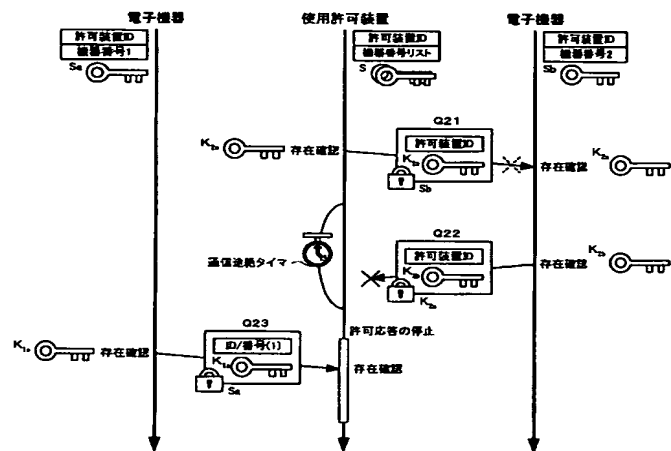 電子機器
使用許可装置
電子機器
許可装置ID
機器番号1
許可装置ID
機器番号リスト
許可装置ID
機器番号2
Sa
S
Sb
Q21
許可装置ID
存在確認
存在確認
Sb
Q22
通信途絶タイマ
許可装置ID
存在確認
許可応答の停止
Q23
ID/番号(1)
存在確認
存在確認
Sa